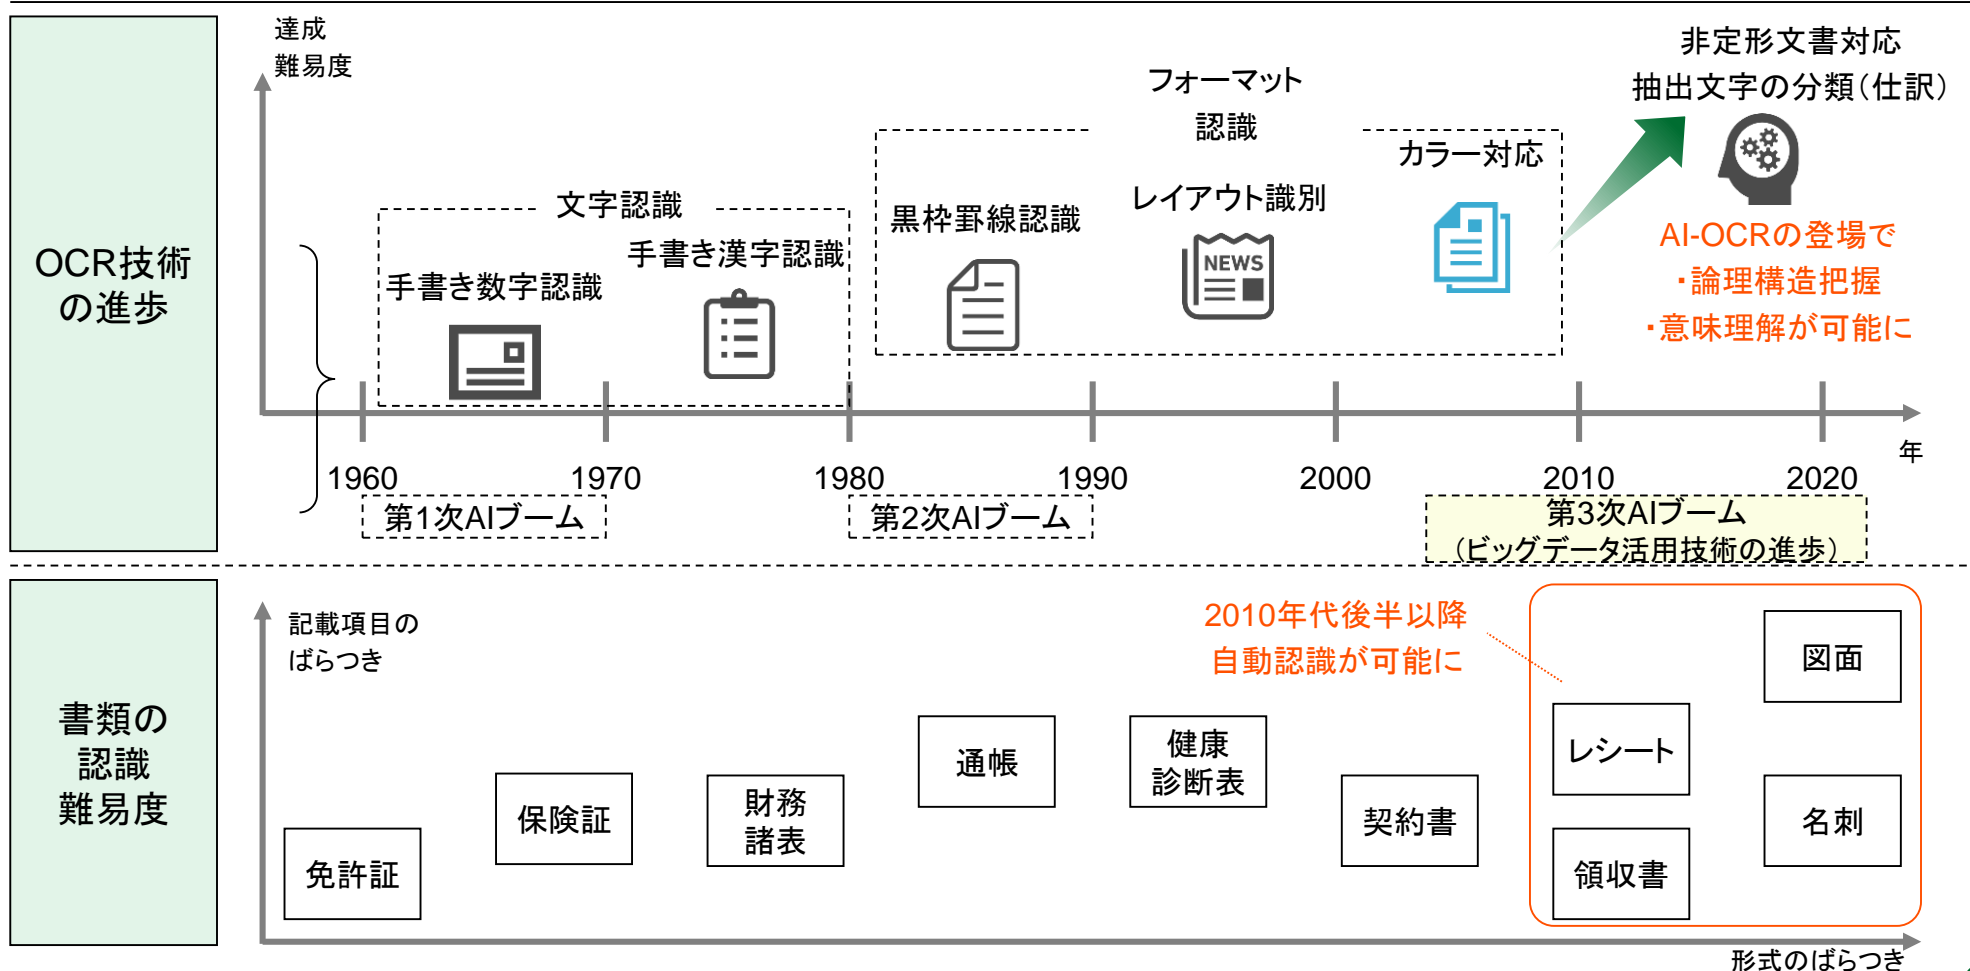 OCR技術
の進歩
達成
難易度
文字認識
手書き数字認識
手書き漢字認識
フォーマット
認識
黒枠罫線認識
レイアウト識別
NEWS
カラー対応
非定形文書対応
抽出文字の分類（仕訳）
AI-OCRの登場で
・論理構造把握
・意味理解が可能に
年
1960
1970
1980
1990
2000
2010
2020
第1次AIブーム
第2次AIブーム
第3次AIブーム
（ビッグデータ活用技術の進歩）
書類の
認識
難易度
記載項目の
ばらつき
2010年代後半以降
自動認識が可能に
免許証
保険証
財務
諸表
通帳
健康
診断表
契約書
レシート
領収書
図面
名刺
形式のばらつき